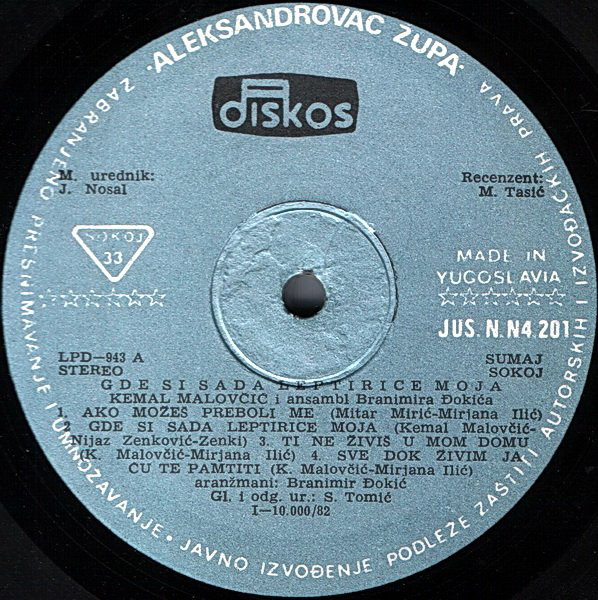 ·ALEKSANDROVAC ŽUPA·
ZABRANJENO PRESNIMAVANJE I UMNOŽAVANJE • JAVNO IZVOĐENJE PODLEŽE ZAŠTITI AUTORSKIH I IZVOĐAČKIH PRAVA
diskos
M. urednik:
J. Nosal
Recenzent:
M. Tasić
SOKOJ
33
MADE IN
YUGOSLAVIA
JUS. N. N4.201
LPD—943 A
STEREO
SUMAJ
SOKOJ
GDE SI SADA LEPTIRICE MOJA
KEMAL MALOVČIĆ i ansambl Branimira Đokića
1. AKO MOŽEŠ PREBOLI ME (Mitar Mirić-Mirjana Ilić)
2 GDE SI SADA LEPTIRICE MOJA (Kemal Malovčić-
Nijaz Zenković-Zenki) 3. TI NE ŽIVIŠ U MOM DOMU
(K. Malovčić-Mirjana Ilić) 4. SVE DOK ŽIVIM JA
ĆU TE PAMTITI (K. Malovčić-Mirjana Ilić)
aranžmani: Branimir Đokić
Gl. i odg. ur.: S. Tomić
I—10.000/82